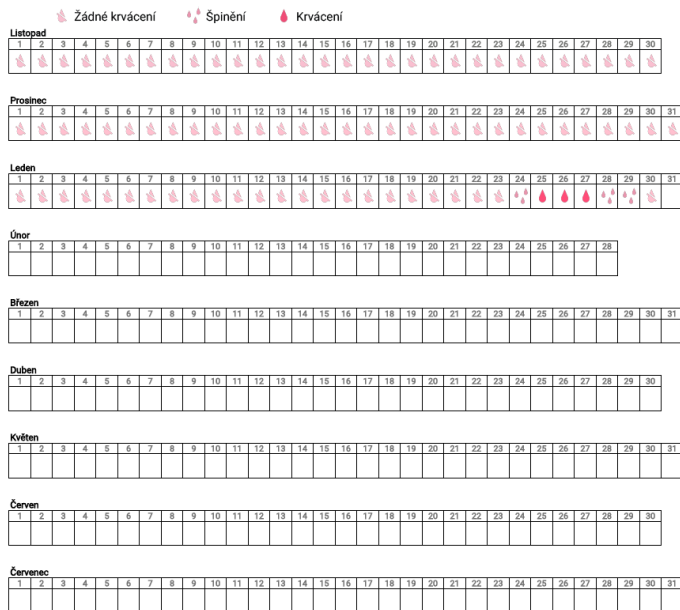 Žádné krvácení Špinění Krvácení
Listopad
1 2 3 4 5 6 7 8 9 10 11 12 13 14 15 16 17 18 19 20 21 22 23 24 25 26 27 28 29 30
Prosinec
1 2 3 4 5 6 7 8 9 10 11 12 13 14 15 16 17 18 19 20 21 22 23 24 25 26 27 28 29 30 31
Leden
1 2 3 4 5 6 7 8 9 10 11 12 13 14 15 16 17 18 19 20 21 22 23 24 25 26 27 28 29 30 31
Únor
1 2 3 4 5 6 7 8 9 10 11 12 13 14 15 16 17 18 19 20 21 22 23 24 25 26 27 28
Březen
1 2 3 4 5 6 7 8 9 10 11 12 13 14 15 16 17 18 19 20 21 22 23 24 25 26 27 28 29 30 31
Duben
1 2 3 4 5 6 7 8 9 10 11 12 13 14 15 16 17 18 19 20 21 22 23 24 25 26 27 28 29 30
Květen
1 2 3 4 5 6 7 8 9 10 11 12 13 14 15 16 17 18 19 20 21 22 23 24 25 26 27 28 29 30 31
Červen
1 2 3 4 5 6 7 8 9 10 11 12 13 14 15 16 17 18 19 20 21 22 23 24 25 26 27 28 29 30
Červenec
1 2 3 4 5 6 7 8 9 10 11 12 13 14 15 16 17 18 19 20 21 22 23 24 25 26 27 28 29 30 31